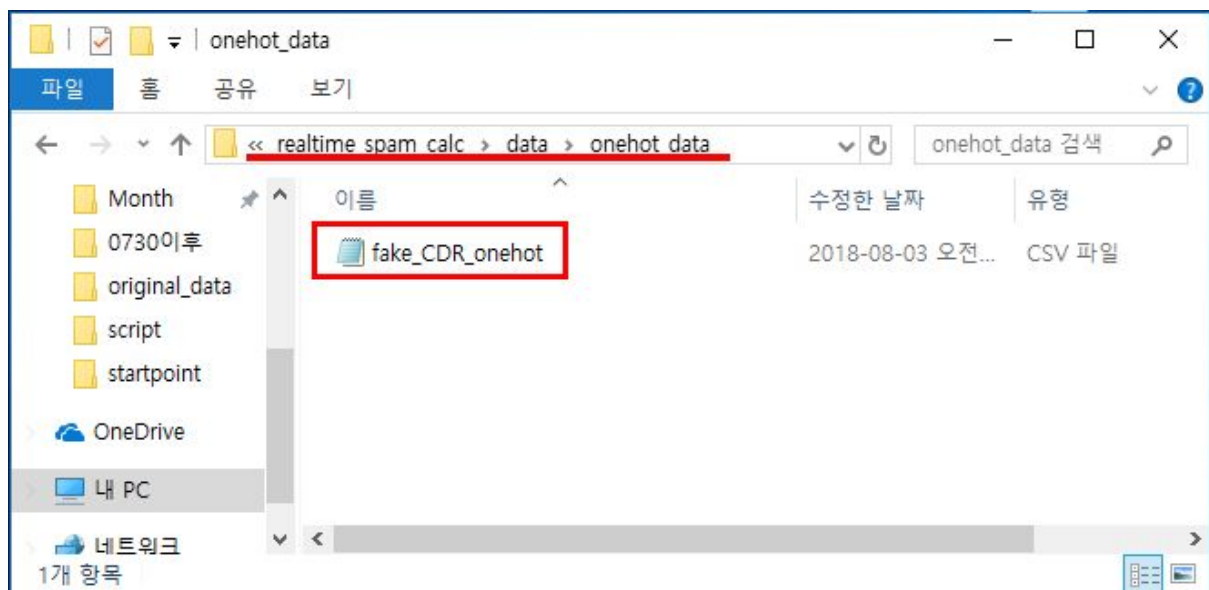 onehot_data
파일 홈 공유 보기
« realtime_spam_calc > data > onehot_data
onehot_data 검색
이름 수정한 날짜 유형
Month
0730이후
original_data
script
startpoint
OneDrive
내 PC
네트워크
fake_CDR_onehot 2018-08-03 오전... CSV 파일
1개 항목